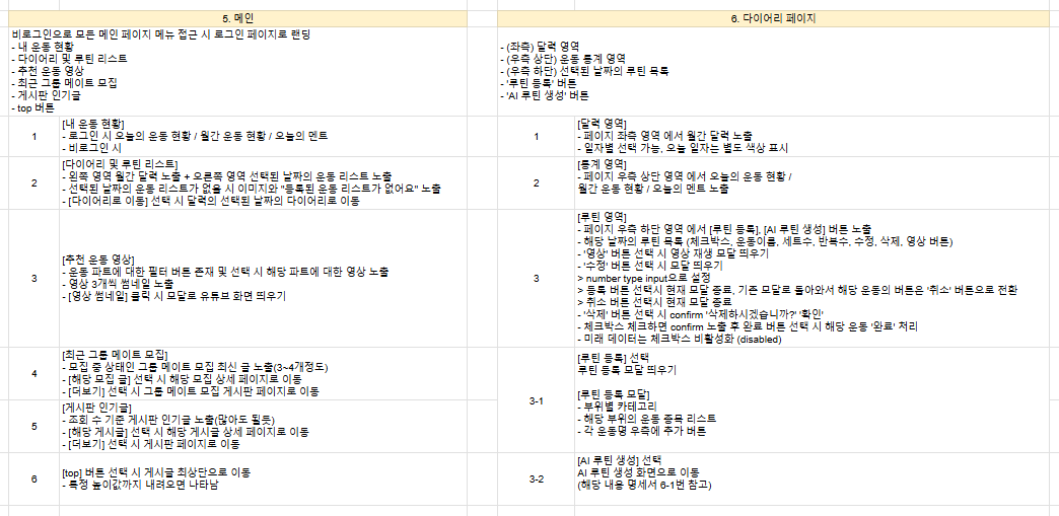 5. 메인
비로그인으로 모든 메인 페이지 메뉴 접근 시 로그인 페이지로 랜딩
- 내 운동 현황
- 다이어리 및 루틴 리스트
- 추천 운동 영상
- 최근 그룹 메이트 모집
- 게시판 인기글
- top 버튼
1
[내 운동 현황]
- 로그인 시 오늘의 운동 현황 / 월간 운동 현황 / 오늘의 멘트
- 비로그인 시
2
[다이어리 및 루틴 리스트]
- 왼쪽 영역 월간 달력 노출 + 오른쪽 영역 선택된 날짜의 운동 리스트 노출
- 선택된 날짜의 운동 리스트가 없을 시 이미지와 "등록된 운동 리스트가 없어요" 노출
- [다이어리로 이동] 선택 시 달력의 선택된 날짜의 다이어리로 이동
3
[추천 운동 영상]
- 운동 파트에 대한 필터 버튼 존재 및 선택 시 해당 파트에 대한 영상 노출
- 영상 3개씩 썸네일 노출
- [영상 썸네일] 클릭 시 모달로 유튜브 화면 띄우기
4
[최근 그룹 메이트 모집]
- 모집 중 상태인 그룹 메이트 모집 최신 글 노출(3~4개정도)
- [해당 모집 글] 선택 시 해당 모집 상세 페이지로 이동
- [더보기] 선택 시 그룹 메이트 모집 게시판 페이지로 이동
5
[게시판 인기글]
- 조회 수 기준 게시판 인기글 노출(많아도 될듯)
- [해당 게시글] 선택 시 해당 게시글 상세 페이지로 이동
- [더보기] 선택 시 게시판 페이지로 이동
6
[top] 버튼 선택 시 게시글 최상단으로 이동
- 특정 높이값까지 내려오면 나타남
6. 다이어리 페이지
- (좌측) 달력 영역
- (우측 상단) 운동 통계 영역
- (우측 하단) 선택된 날짜의 루틴 목록
- '루틴 등록' 버튼
- 'AI 루틴 생성' 버튼
1
[달력 영역]
- 페이지 좌측 영역 에서 월간 달력 노출
- 일자별 선택 가능, 오늘 일자는 별도 색상 표시
2
[통계 영역]
- 페이지 우측 상단 영역 에서 오늘의 운동 현황 /
월간 운동 현황 / 오늘의 멘트 노출
3
[루틴 영역]
- 페이지 우측 하단 영역 에서 [루틴 등록], [AI 루틴 생성] 버튼 노출
- 해당 날짜의 루틴 목록 (체크박스, 운동이름, 세트수, 반복수, 수정, 삭제, 영상 버튼)
- '영상' 버튼 선택 시 영상 재생 모달 띄우기
- '수정' 버튼 선택 시 모달 띄우기
> number type input으로 설정
> 등록 버튼 선택시 현재 모달 종료, 기존 모달로 돌아와서 해당 운동의 버튼은 '취소' 버튼으로 전환
> 취소 버튼 선택시 현재 모달 종료
- '삭제' 버튼 선택 시 confirm '삭제하시겠습니까?' '확인'
- 체크박스 체크하면 confirm 노출 후 완료 버튼 선택 시 해당 운동 '완료' 처리
- 미래 데이터는 체크박스 비활성화 (disabled)
3-1
[루틴 등록] 선택
루틴 등록 모달 띄우기
[루틴 등록 모달]
- 부위별 카테고리
- 해당 부위의 운동 종목 리스트
- 각 운동명 우측에 추가 버튼
3-2
[AI 루틴 생성] 선택
AI 루틴 생성 화면으로 이동
(해당 내용 명세서 6-1번 참고)